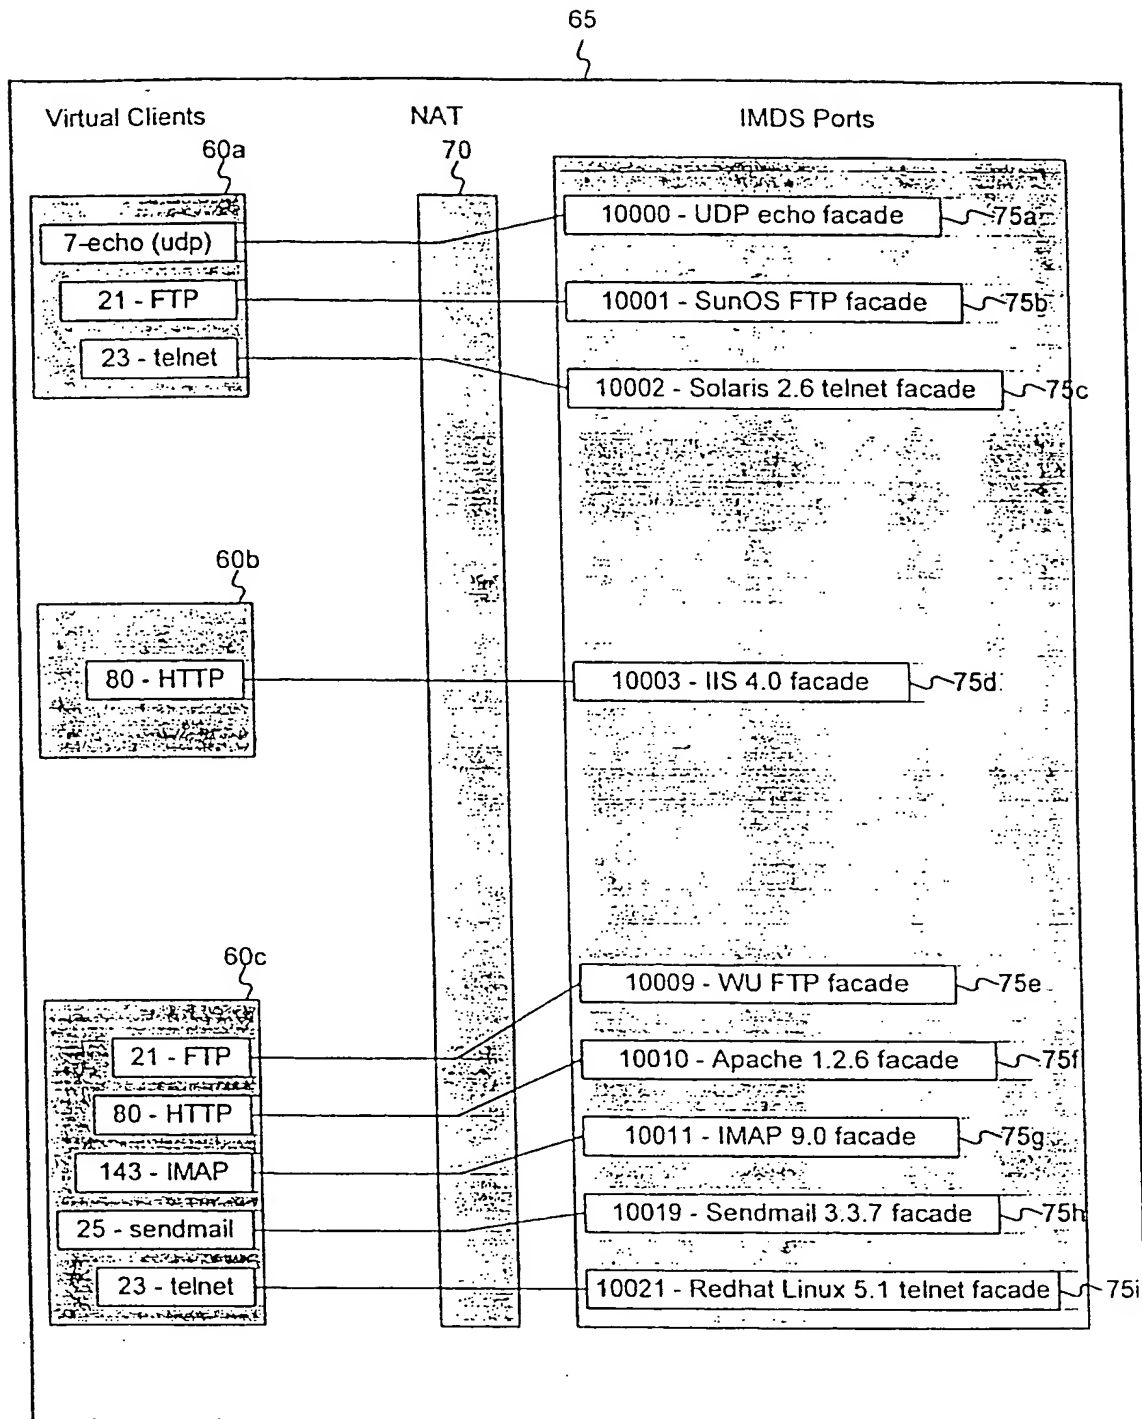 65
Virtual Clients NAT IMDS Ports
60a 70
7-echo (udp) 10000 - UDP echo facade 75a
21 - FTP 10001 - SunOS FTP facade 75b
23 - telnet 10002 - Solaris 2.6 telnet facade 75c
60b
80 - HTTP 10003 - IIS 4.0 facade 75d
60c
10009 - WU FTP facade 75e
21 - FTP 10010 - Apache 1.2.6 facade 75f
80 - HTTP 10011 - IMAP 9.0 facade 75g
143 - IMAP
25 - sendmail 10019 - Sendmail 3.3.7 facade 75h
23 - telnet 10021 - Redhat Linux 5.1 telnet facade 75i